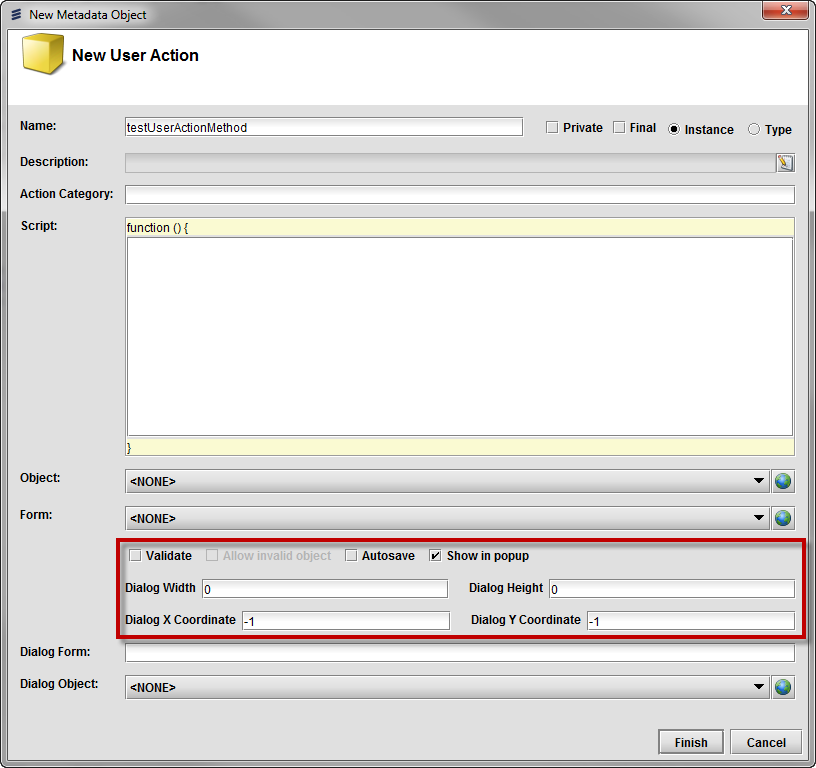 New Metadata Object
New User Action
Name: testUserActionMethod Private Final Instance Type
Description:
Action Category:
Script: function () {
}
Object: <NONE>
Form: <NONE>
Validate Allow invalid object Autosave Show in popup
Dialog Width 0 Dialog Height 0
Dialog X Coordinate -1 Dialog Y Coordinate -1
Dialog Form:
Dialog Object: <NONE>
Finish Cancel